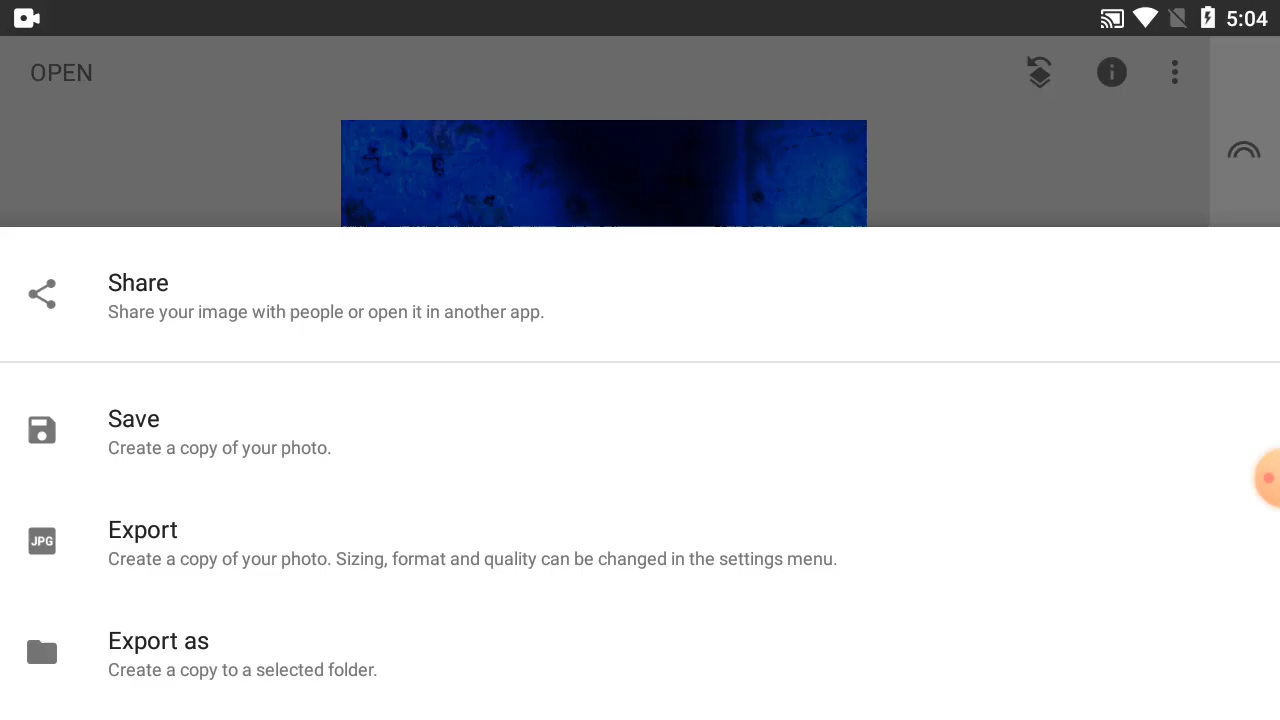 5:04
OPEN
Share
Share your image with people or open it in another app.
Save
Create a copy of your photo.
JPG
Export
Create a copy of your photo. Sizing, format and quality can be changed in the settings menu.
Export as
Create a copy to a selected folder.